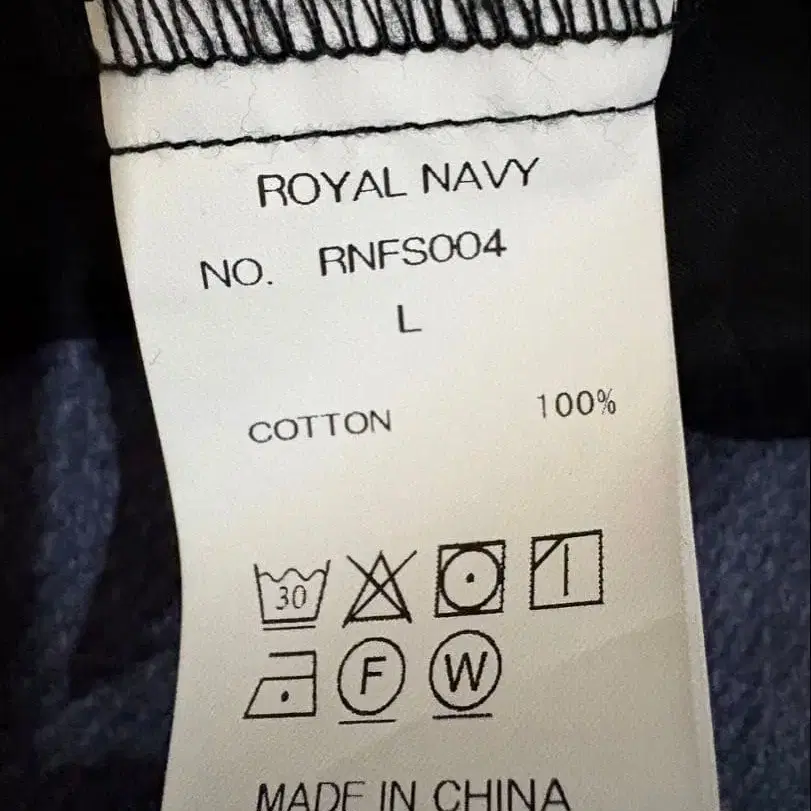 ROYAL NAVY
NO. RNFS004
L
COTTON 100%
30
F W
MADE IN CHINA